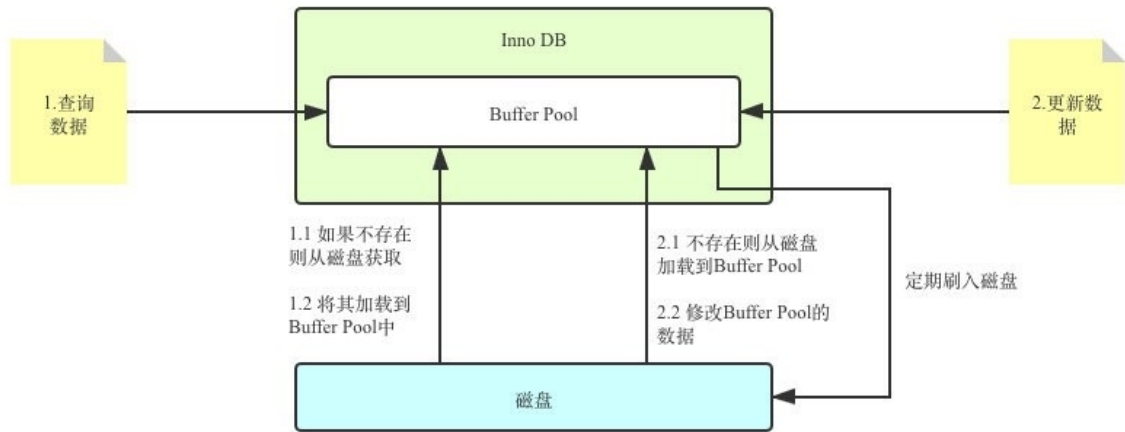 Inno DB
1.查询
数据
Buffer Pool
2.更新数
据
1.1 如果不存在
则从磁盘获取
1.2 将其加载到
Buffer Pool中
2.1 不存在则从磁盘
加载到Buffer Pool
2.2 修改Buffer Pool的
数据
定期刷入磁盘
磁盘